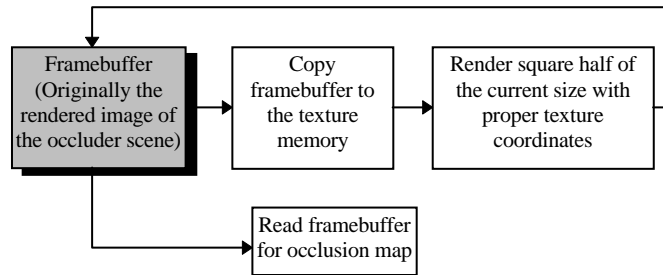 Framebuffer
(Originally the
rendered image of
the occluder scene)
Copy
framebuffer to
the texture
memory
Render square half of
the current size with
proper texture
coordinates
Read framebuffer
for occlusion map